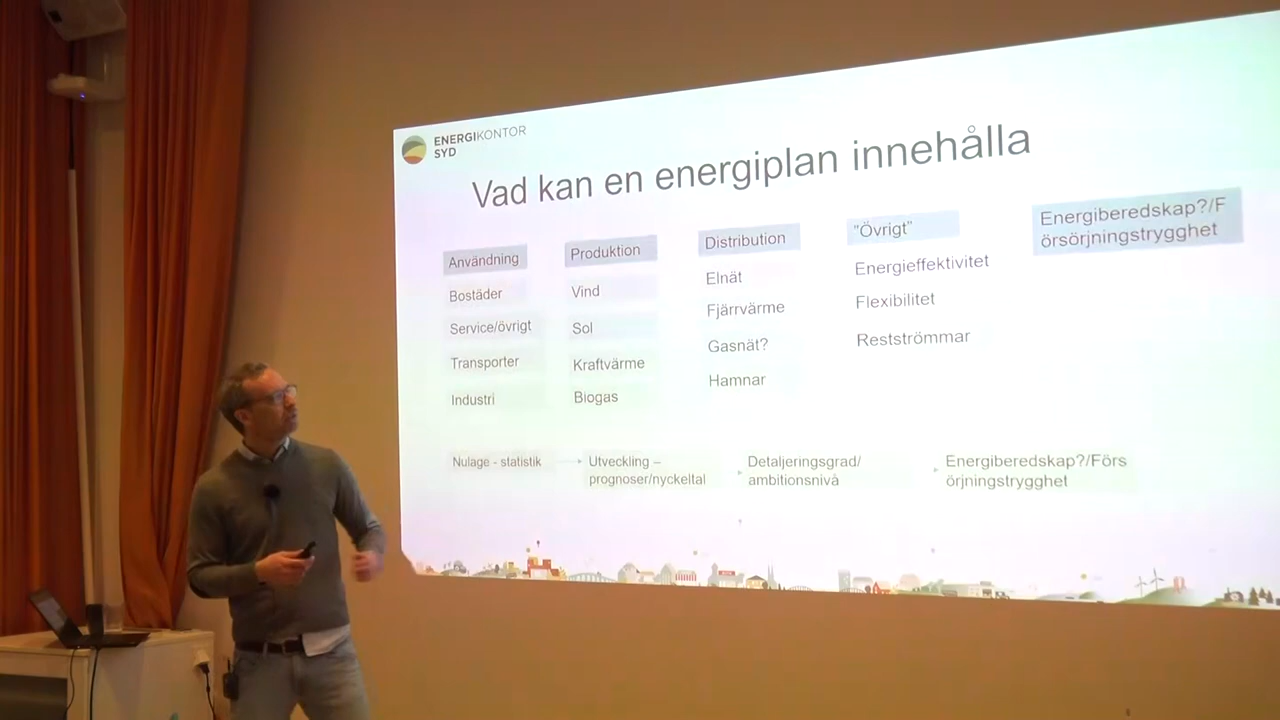 ENERGIKONTOR
SYD
Vad kan en energiplan innehålla
Användning
Bostäder
Service/övrigt
Transporter
Industri
Produktion
Vind
Sol
Kraftvärme
Biogas
Distribution
Elnät
Fjärrvärme
Gasnät?
Hamnar
"Övrigt"
Energieffektivitet
Flexibilitet
Restströmmar
Energiberedskap?/F
örsörjningstrygghet
Nulage - statistik
Utveckling –
prognoser/nyckeltal
Detaljeringsgrad/
ambitionsnivå
Energiberedskap?/Förs
örjningstrygghet